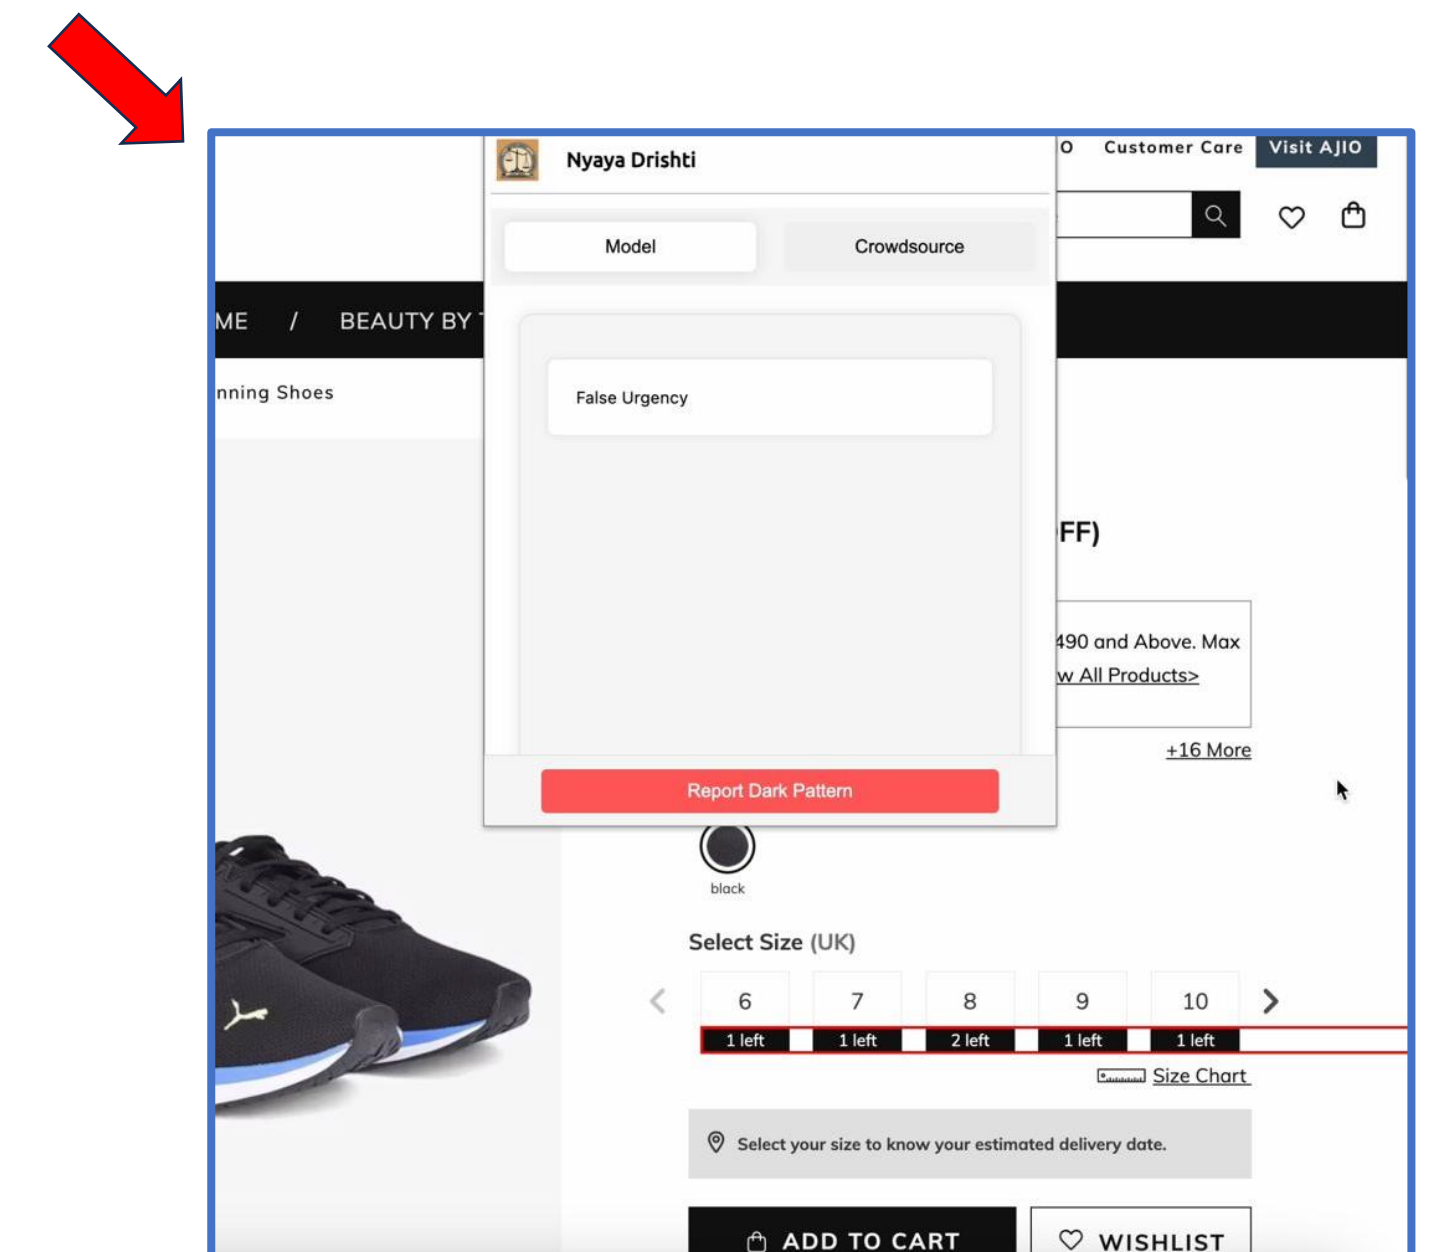 Nyaya Drishti
O Customer Care Visit AJIO
Model Crowdsource
ME / BEAUTY BY
nning Shoes
False Urgency
FF)
490 and Above. Max
w All Products>
+16 More
Report Dark Pattern
black
Select Size (UK)
6 7 8 9 10
1 left 1 left 2 left 1 left 1 left
Size Chart
Select your size to know your estimated delivery date.
ADD TO CART WISHLIST